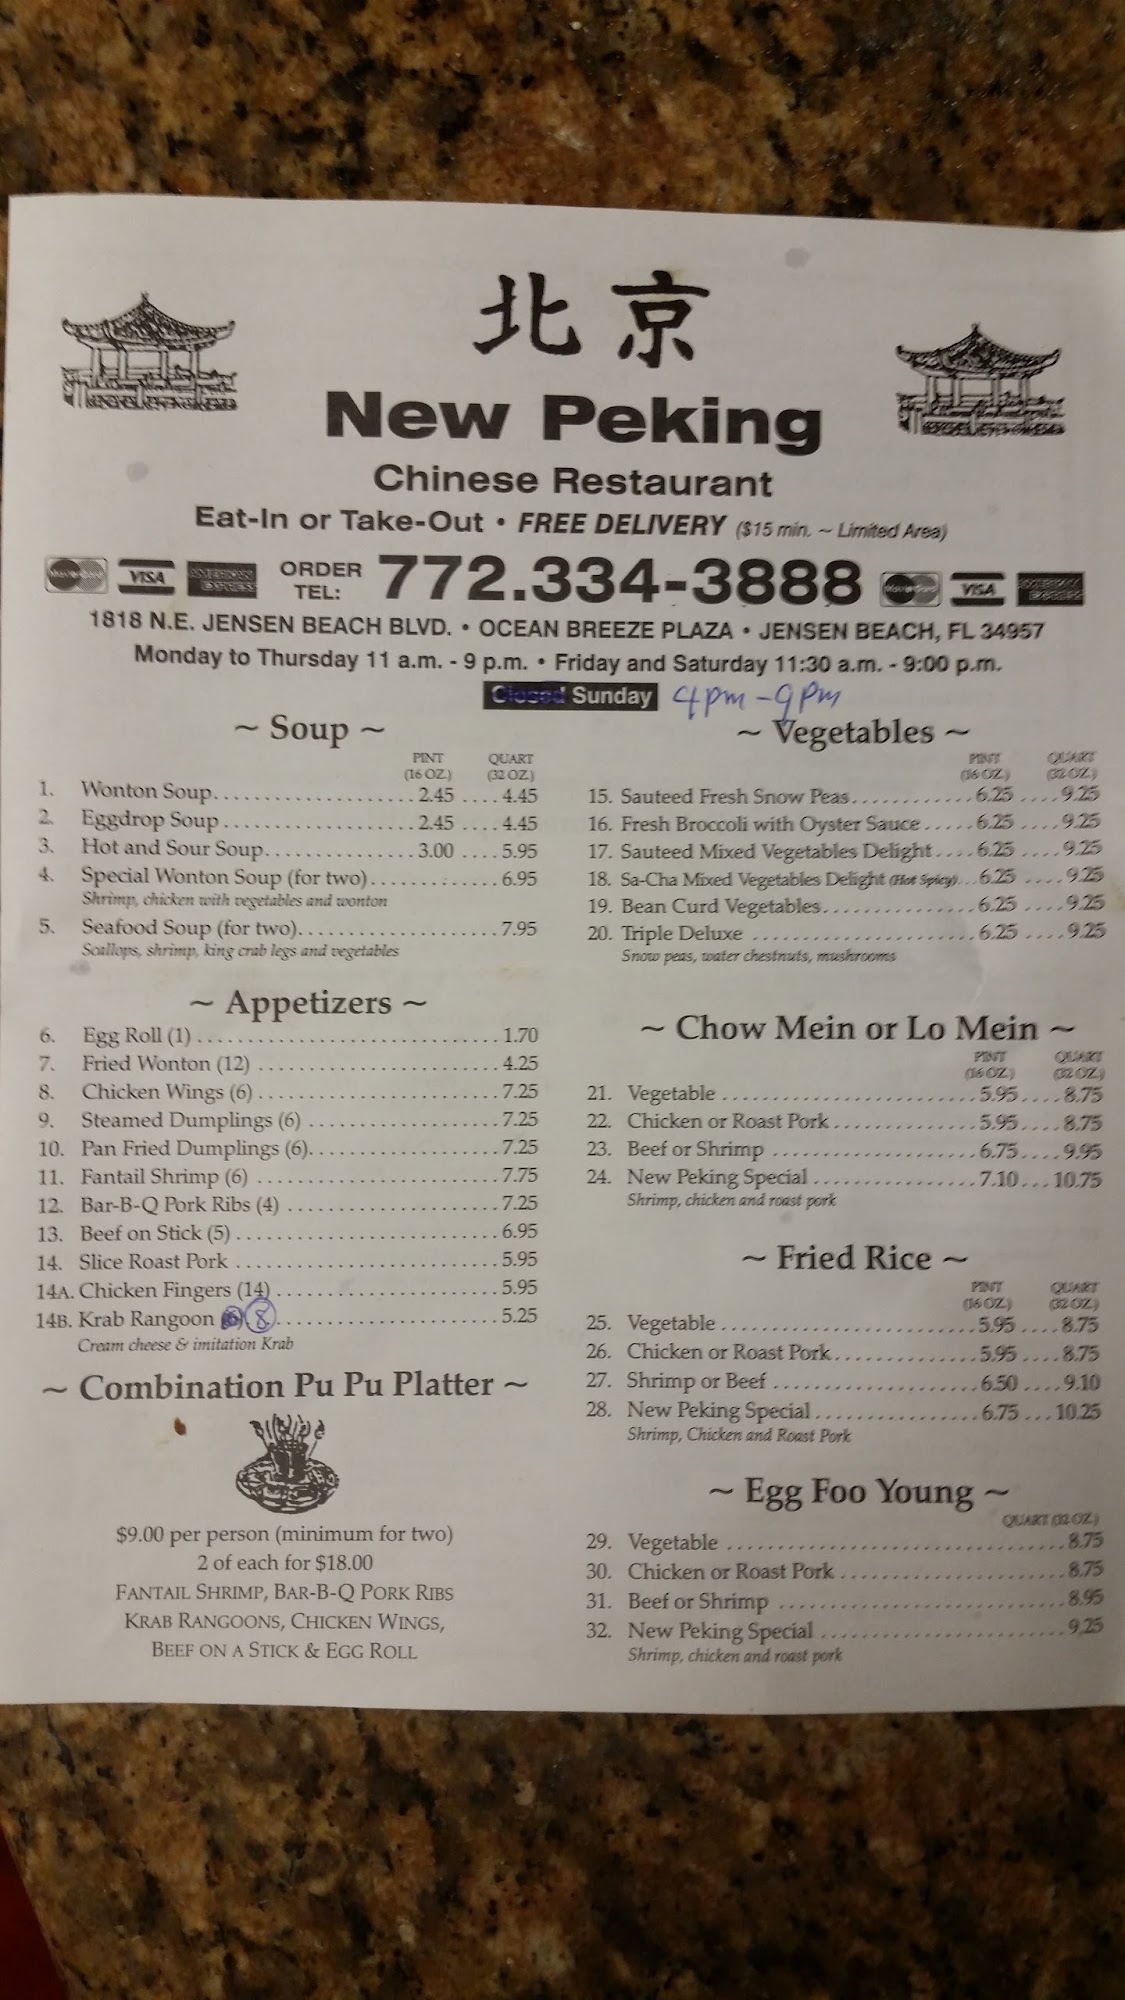 北京
New Peking
Chinese Restaurant
Eat-In or Take-Out • FREE DELIVERY ($15 min. ~ Limited Area)
MasterCard VISA AMERICAN EXPRESS ORDER TEL: 772.334-3888 MasterCard VISA AMERICAN EXPRESS
1818 N.E. JENSEN BEACH BLVD. • OCEAN BREEZE PLAZA • JENSEN BEACH, FL 34957
Monday to Thursday 11 a.m. - 9 p.m. • Friday and Saturday 11:30 a.m. - 9:00 p.m.
Closed Sunday 4pm - 9pm
~ Soup ~
PINT QUART
(16 OZ.) (32 OZ.)
1. Wonton Soup. 2.45 4.45
2. Eggdrop Soup 2.45 4.45
3. Hot and Sour Soup. 3.00 5.95
4. Special Wonton Soup (for two) 6.95
Shrimp, chicken with vegetables and wonton
5. Seafood Soup (for two). 7.95
Scallops, shrimp, king crab legs and vegetables
~ Appetizers ~
6. Egg Roll (1) 1.70
7. Fried Wonton (12) 4.25
8. Chicken Wings (6) 7.25
9. Steamed Dumplings (6) 7.25
10. Pan Fried Dumplings (6). 7.25
11. Fantail Shrimp (6) 7.75
12. Bar-B-Q Pork Ribs (4) 7.25
13. Beef on Stick (5) 6.95
14. Slice Roast Pork 5.95
14A. Chicken Fingers (14) 5.95
14B. Krab Rangoon (6) 8 5.25
Cream cheese & imitation Krab
~ Combination Pu Pu Platter ~
$9.00 per person (minimum for two)
2 of each for $18.00
FANTAIL SHRIMP, BAR-B-Q PORK RIBS
KRAB RANGOONS, CHICKEN WINGS,
BEEF ON A STICK & EGG ROLL
~ Vegetables ~
PINT QUART
(16 OZ.) (32 OZ.)
15. Sauteed Fresh Snow Peas 6.25 9.25
16. Fresh Broccoli with Oyster Sauce 6.25 9.25
17. Sauteed Mixed Vegetables Delight 6.25 9.25
18. Sa-Cha Mixed Vegetables Delight (Hot Spicy) 6.25 9.25
19. Bean Curd Vegetables 6.25 9.25
20. Triple Deluxe 6.25 9.25
Snow peas, water chestnuts, mushrooms
~ Chow Mein or Lo Mein ~
PINT QUART
(16 OZ.) (32 OZ.)
21. Vegetable 5.95 8.75
22. Chicken or Roast Pork 5.95 8.75
23. Beef or Shrimp 6.75 9.95
24. New Peking Special 7.10 10.75
Shrimp, chicken and roast pork
~ Fried Rice ~
PINT QUART
(16 OZ.) (32 OZ.)
25. Vegetable 5.95 8.75
26. Chicken or Roast Pork 5.95 8.75
27. Shrimp or Beef 6.50 9.10
28. New Peking Special 6.75 10.25
Shrimp, Chicken and Roast Pork
~ Egg Foo Young ~
QUART (32 OZ.)
29. Vegetable 8.75
30. Chicken or Roast Pork 8.75
31. Beef or Shrimp 8.95
32. New Peking Special 9.25
Shrimp, chicken and roast pork